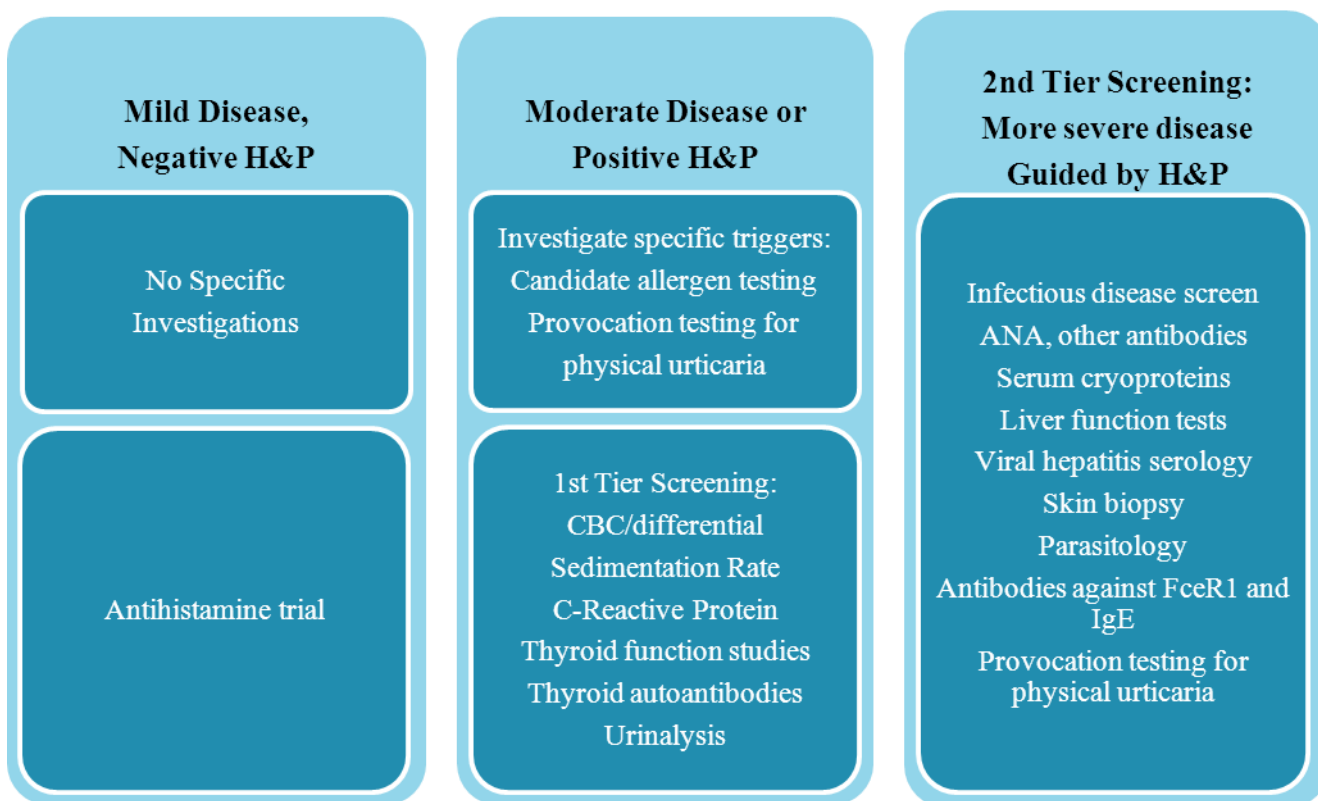 Mild Disease,
Negative H&P
No Specific
Investigations
Antihistamine trial
Moderate Disease or
Positive H&P
Investigate specific triggers:
Candidate allergen testing
Provocation testing for
physical urticaria
1st Tier Screening:
CBC/differential
Sedimentation Rate
C-Reactive Protein
Thyroid function studies
Thyroid autoantibodies
Urinalysis
2nd Tier Screening:
More severe disease
Guided by H&P
Infectious disease screen
ANA, other antibodies
Serum cryoproteins
Liver function tests
Viral hepatitis serology
Skin biopsy
Parasitology
Antibodies against FceR1 and
IgE
Provocation testing for
physical urticaria